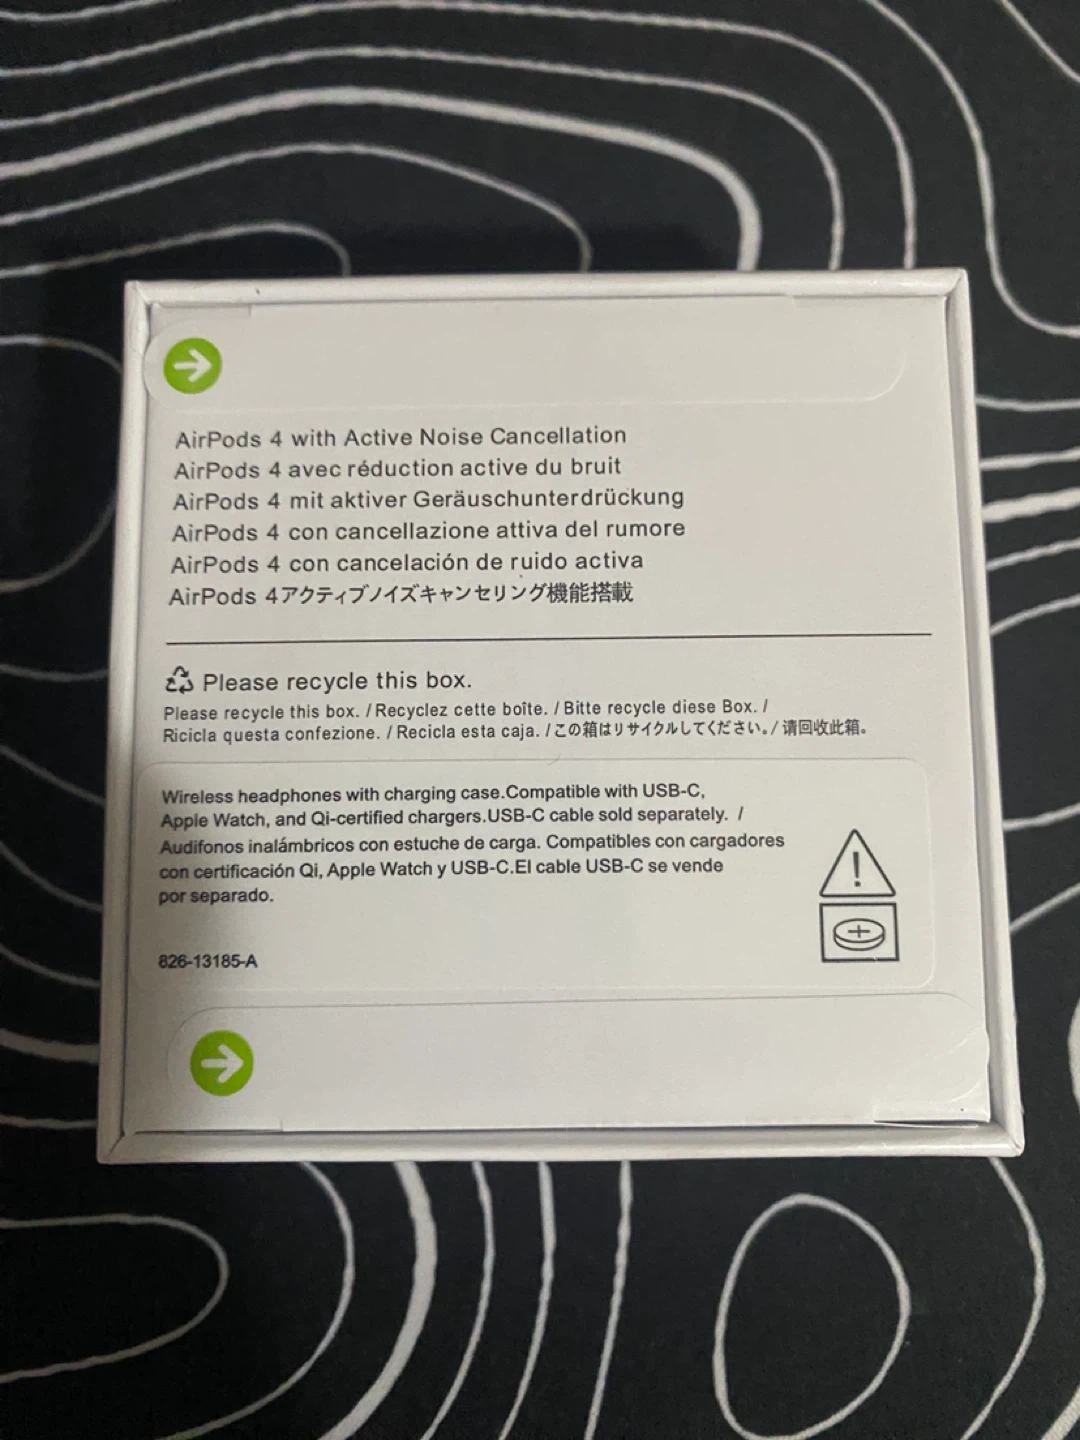 AirPods 4 with Active Noise Cancellation
AirPods 4 avec réduction active du bruit
AirPods 4 mit aktiver Geräuschunterdrückung
AirPods 4 con cancellazione attiva del rumore
AirPods 4 con cancelación de ruido activa
AirPods 4アクティブノイズキャンセリング機能搭載
Please recycle this box.
Please recycle this box. / Recyclez cette boîte. / Bitte recycle diese Box. /
Ricicla questa confezione. / Recicla esta caja. / この箱はリサイクルしてください。/ 请回收此箱。
Wireless headphones with charging case.Compatible with USB-C,
Apple Watch, and Qi-certified chargers.USB-C cable sold separately. /
Audifonos inalámbricos con estuche de carga. Compatibles con cargadores
con certificación Qi, Apple Watch y USB-C.El cable USB-C se vende
por separado.
826-13185-A